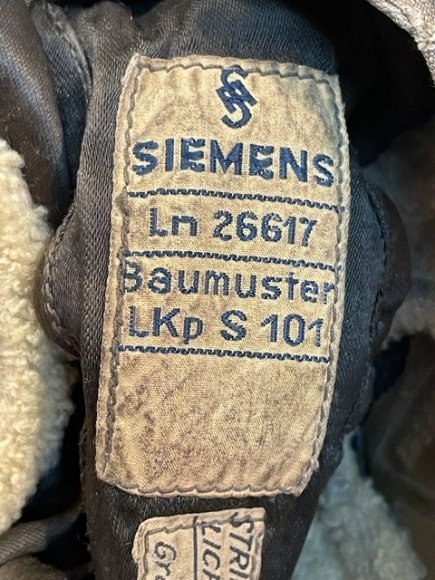 SIEMENS
Ln 26617
Baumuster
LKp S 101